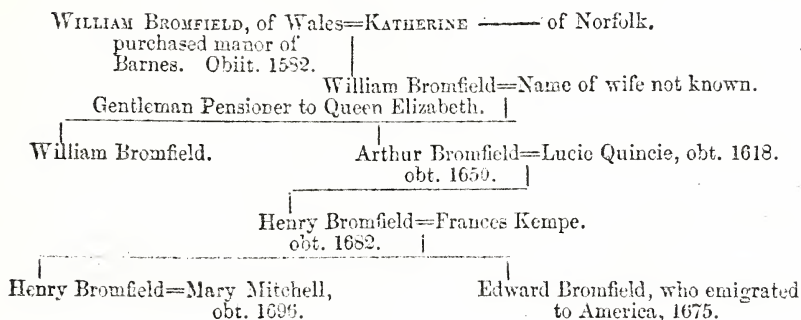 WILLIAM BROMFIELD, of Wales=KATHERINE —— of Norfolk.
purchased manor of
Barnes. Obiit. 1582.
William Bromfield=Name of wife not known.
Gentleman Pensioner to Queen Elizabeth.
William Bromfield. Arthur Bromfield=Lucie Quincie, obt. 1618.
obt. 1650.
Henry Bromfield=Frances Kempe.
obt. 1682.
Henry Bromfield=Mary Mitchell, Edward Bromfield, who emigrated
obt. 1696. to America, 1675.